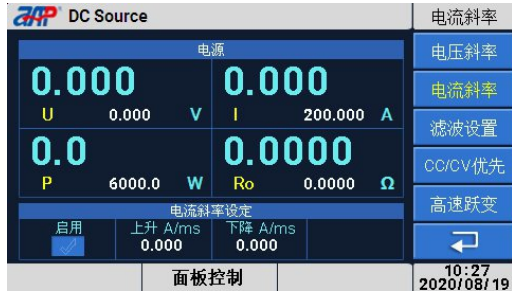 AAP DC Source
电流斜率
电源
0.000 0.000
U 0.000 V I 200.000 A
0.0 0.0000
P 6000.0 W Ro 0.0000 Ω
电流斜率设定
启用 上升 A/ms 下降 A/ms
0.000 0.000
电压斜率
电流斜率
滤波设置
CC/CV优先
高速跃变
面板控制
10:27
2020/08/19